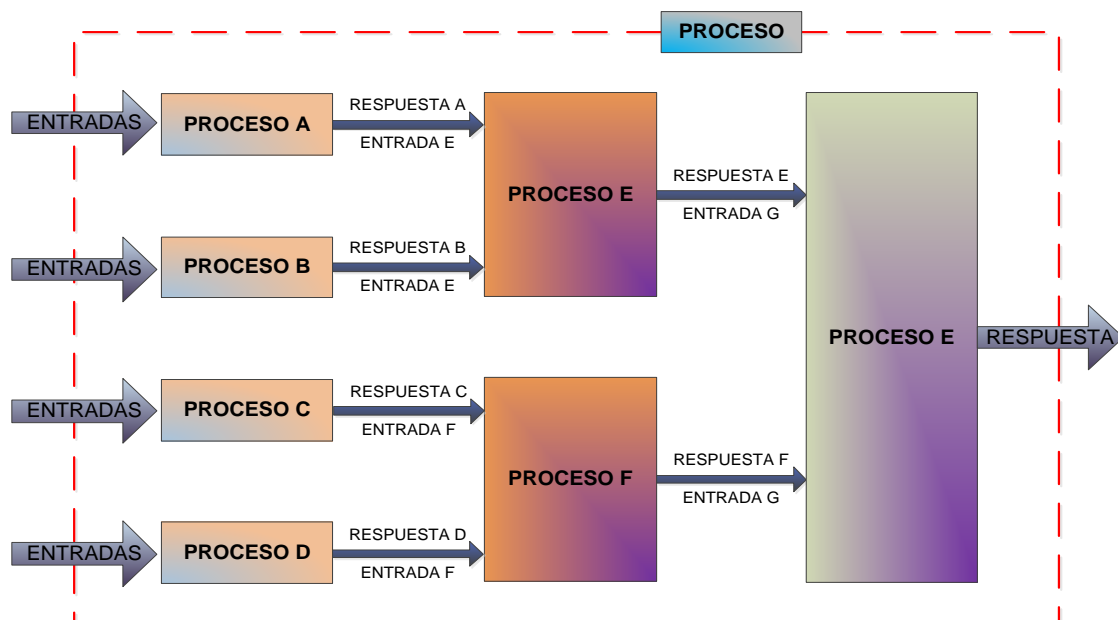 PROCESO
ENTRADAS
PROCESO A
RESPUESTA A
ENTRADA E
ENTRADAS
PROCESO B
RESPUESTA B
ENTRADA E
PROCESO E
RESPUESTA E
ENTRADA G
ENTRADAS
PROCESO C
RESPUESTA C
ENTRADA F
ENTRADAS
PROCESO D
RESPUESTA D
ENTRADA F
PROCESO F
RESPUESTA F
ENTRADA G
PROCESO E
RESPUESTA